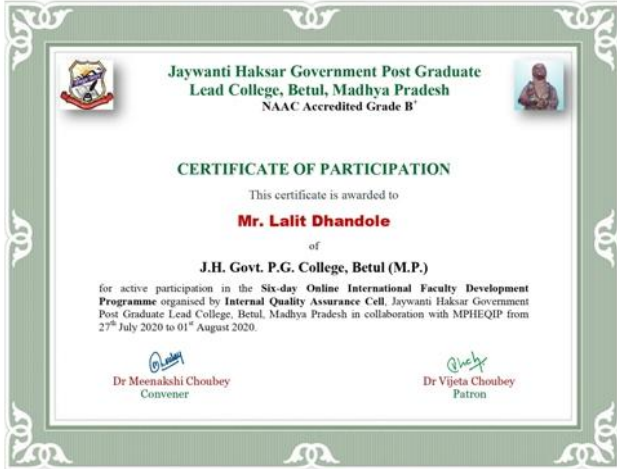 Jaywanti Haksar Government Post Graduate
Lead College, Betul, Madhya Pradesh
NAAC Accredited Grade B+
CERTIFICATE OF PARTICIPATION
This certificate is awarded to
Mr. Lalit Dhandole
of
J.H. Govt. P.G. College, Betul (M.P.)
for active participation in the Six-day Online International Faculty Development
Programme organised by Internal Quality Assurance Cell, Jaywanti Haksar Government
Post Graduate Lead College, Betul, Madhya Pradesh in collaboration with MPHEQIP from
27th July 2020 to 01st August 2020.
Dr Meenakshi Choubey
Convener
Dr Vijeta Choubey
Patron